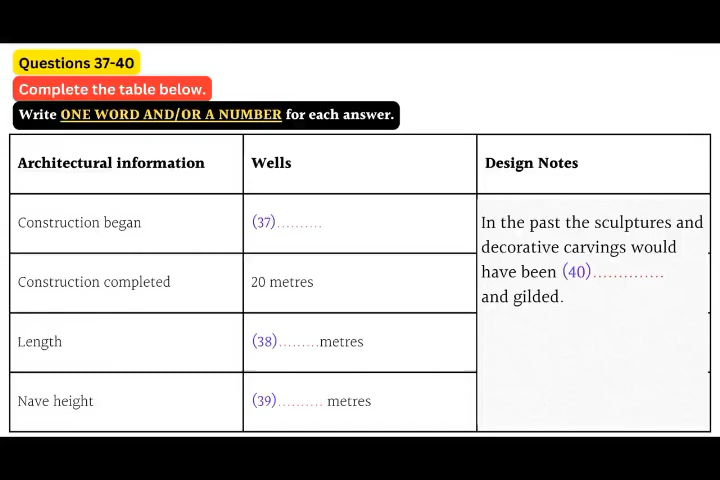 Questions 37-40
Complete the table below.
Write ONE WORD AND/OR A NUMBER for each answer.
Architectural information Wells Design Notes
Construction began (37)..........
Construction completed 20 metres
Length (38).........metres
Nave height (39).......... metres
In the past the sculptures and
decorative carvings would
have been (40)..............
and gilded.